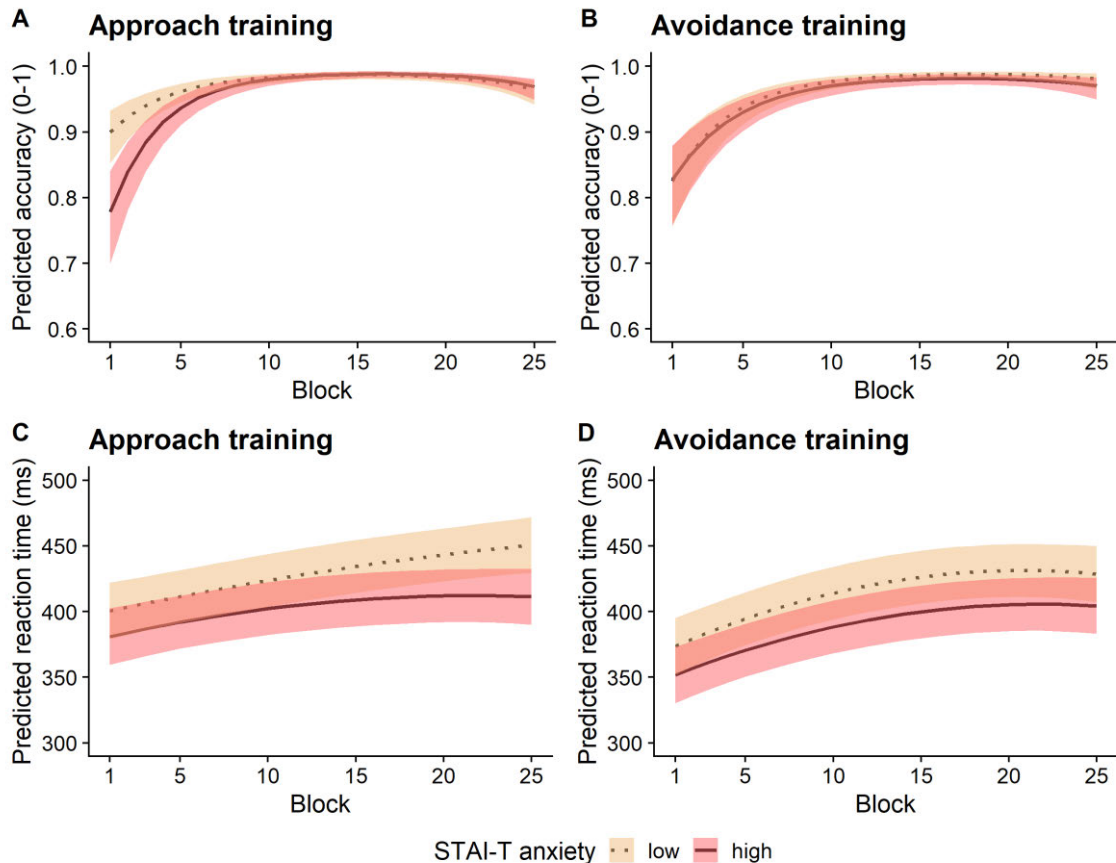 A Approach training
Predicted accuracy (0-1)
1.0
0.9
0.8
0.7
0.6
1 5 10 15 20 25
Block
B Avoidance training
Predicted accuracy (0-1)
1.0
0.9
0.8
0.7
0.6
1 5 10 15 20 25
Block
C Approach training
Predicted reaction time (ms)
500
450
400
350
300
1 5 10 15 20 25
Block
D Avoidance training
Predicted reaction time (ms)
500
450
400
350
300
1 5 10 15 20 25
Block
STAI-T anxiety low high